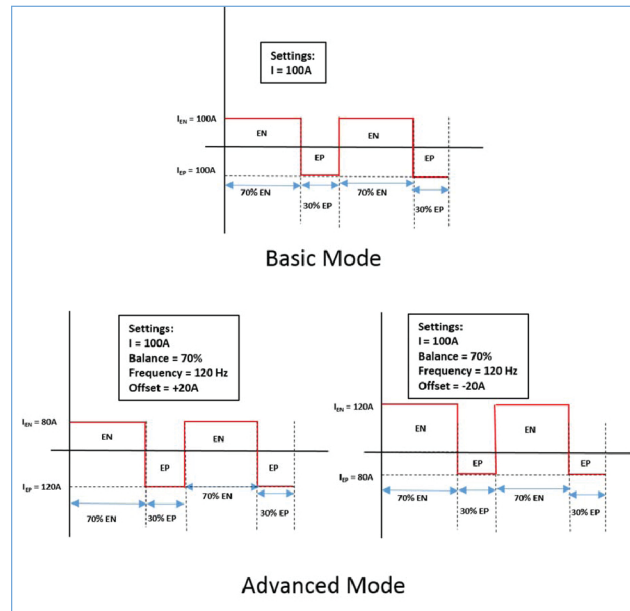 Settings:
I = 100A
IEN = 100A
EN
EN
EP
EP
IEP = 100A
70% EN
70% EN
30% EP
30% EP
Basic Mode
Settings:
I = 100A
Balance = 70%
Frequency = 120 Hz
Offset = +20A
IEN = 80A
EN
EN
EP
EP
IEP = 120A
70% EN
30% EP
70% EN
30% EP
Settings:
I = 100A
Balance = 70%
Frequency = 120 Hz
Offset = -20A
IEN = 120A
EN
EN
EP
EP
IEP = 80A
70% EN
30% EP
70% EN
30% EP
Advanced Mode